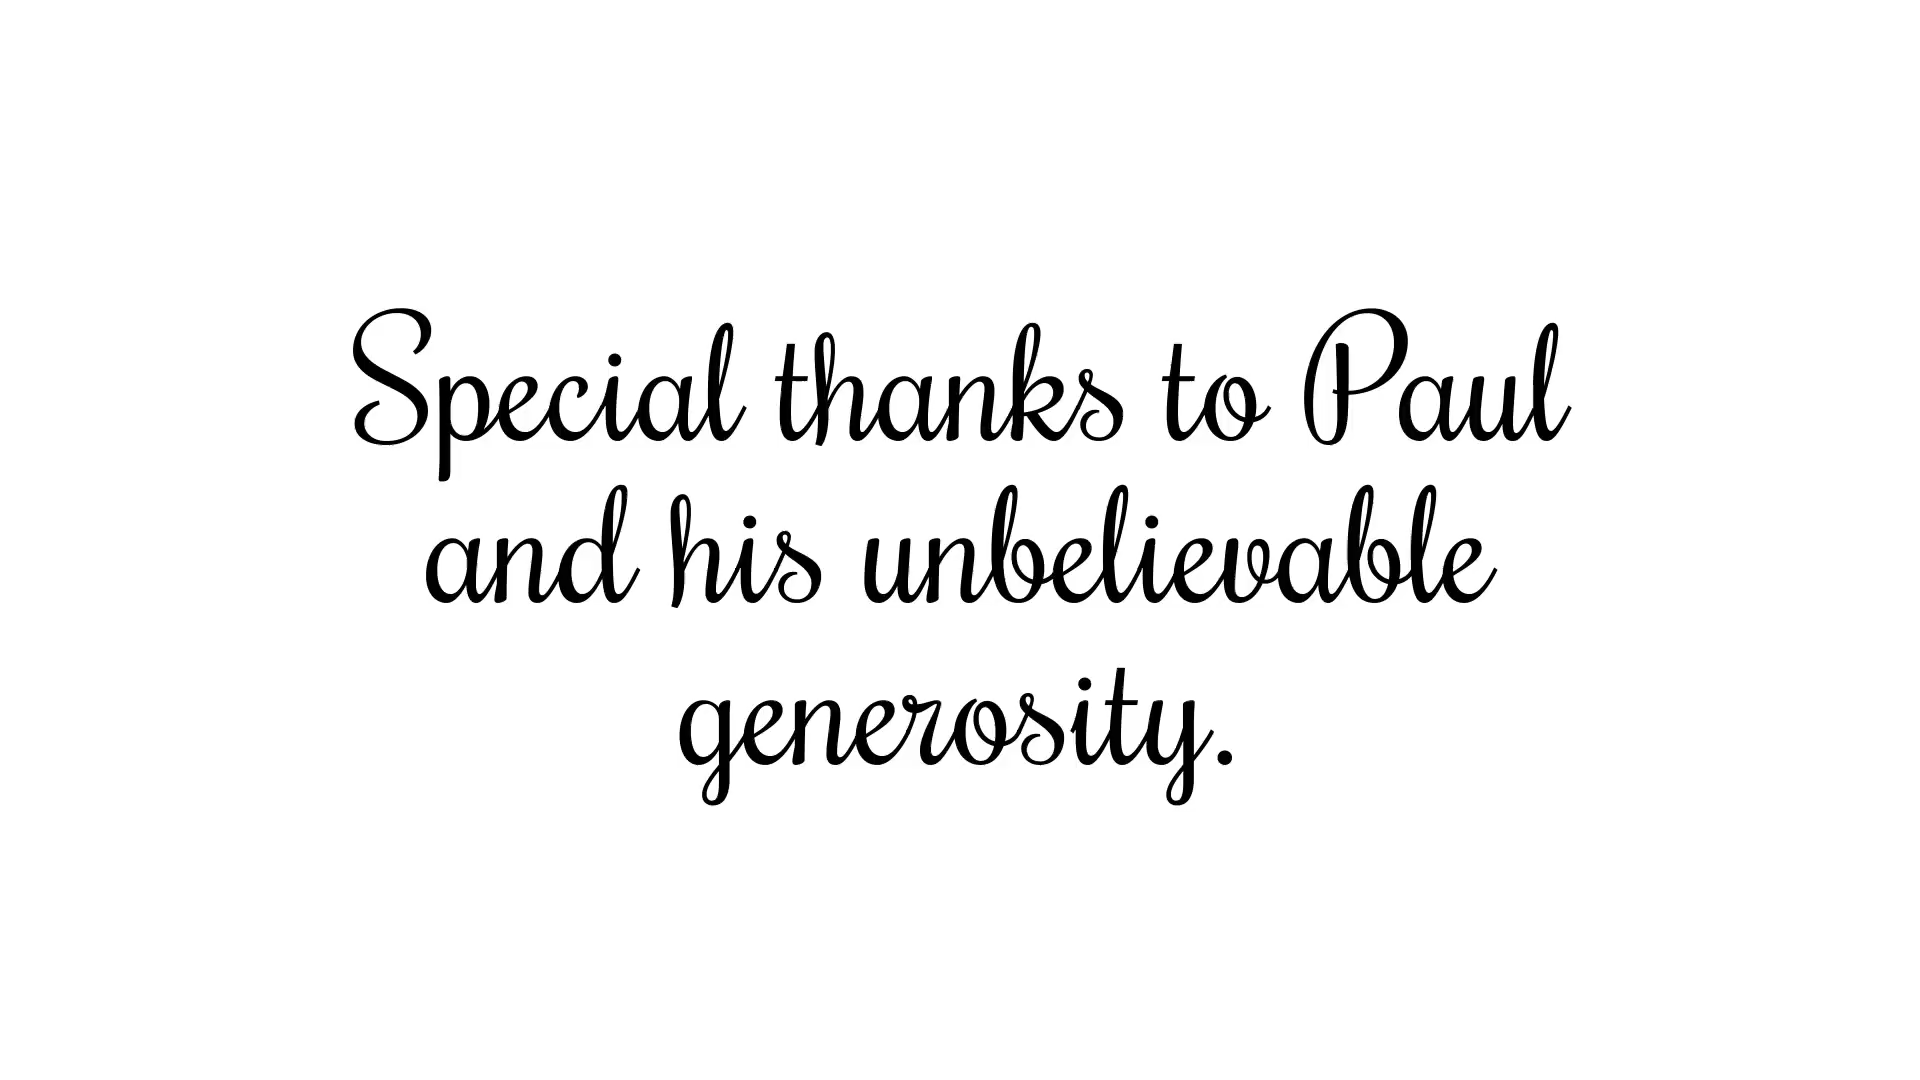 Special thanks to Paul
and his unbelievable
generosity.